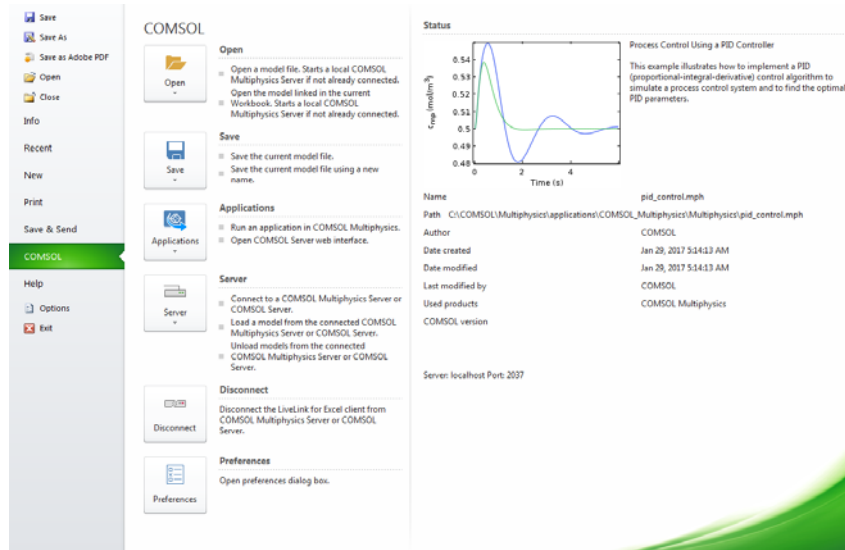 Save
Save As
Save as Adobe PDF
Open
Close
Info
Recent
New
Print
Save & Send
COMSOL
Help
Options
Exit
COMSOL
Open
Open
Open a model file. Starts a local COMSOL
Multiphysics Server if not already connected.
Open the model linked in the current
Workbook. Starts a local COMSOL
Multiphysics Server if not already connected.
Save
Save
Save the current model file.
Save the current model file using a new
name.
Applications
Applications
Run an application in COMSOL Multiphysics.
Open COMSOL Server web interface.
Server
Server
Connect to a COMSOL Multiphysics Server or
COMSOL Server.
Load a model from the connected COMSOL
Multiphysics Server or COMSOL Server.
Unload models from the connected
COMSOL Multiphysics Server or COMSOL
Server.
Disconnect
Disconnect
Disconnect the LiveLink for Excel client from
COMSOL Multiphysics Server or COMSOL
Server.
Preferences
Preferences
Open preferences dialog box.
Status
c_mp (mol/m³)
0.54
0.53
0.52
0.51
0.5
0.49
0.48
0 2 4
Time (s)
Process Control Using a PID Controller
This example illustrates how to implement a PID
(proportional-integral-derivative) control algorithm to
simulate a process control system and to find the optimal
PID parameters.
Name pid_control.mph
Path C:\COMSOL\Multiphysics\applications\COMSOL_Multiphysics\Multiphysics\pid_control.mph
Author COMSOL
Date created Jan 29, 2017 5:14:13 AM
Date modified Jan 29, 2017 5:14:13 AM
Last modified by COMSOL
Used products COMSOL Multiphysics
COMSOL version
Server: localhost Port: 2037